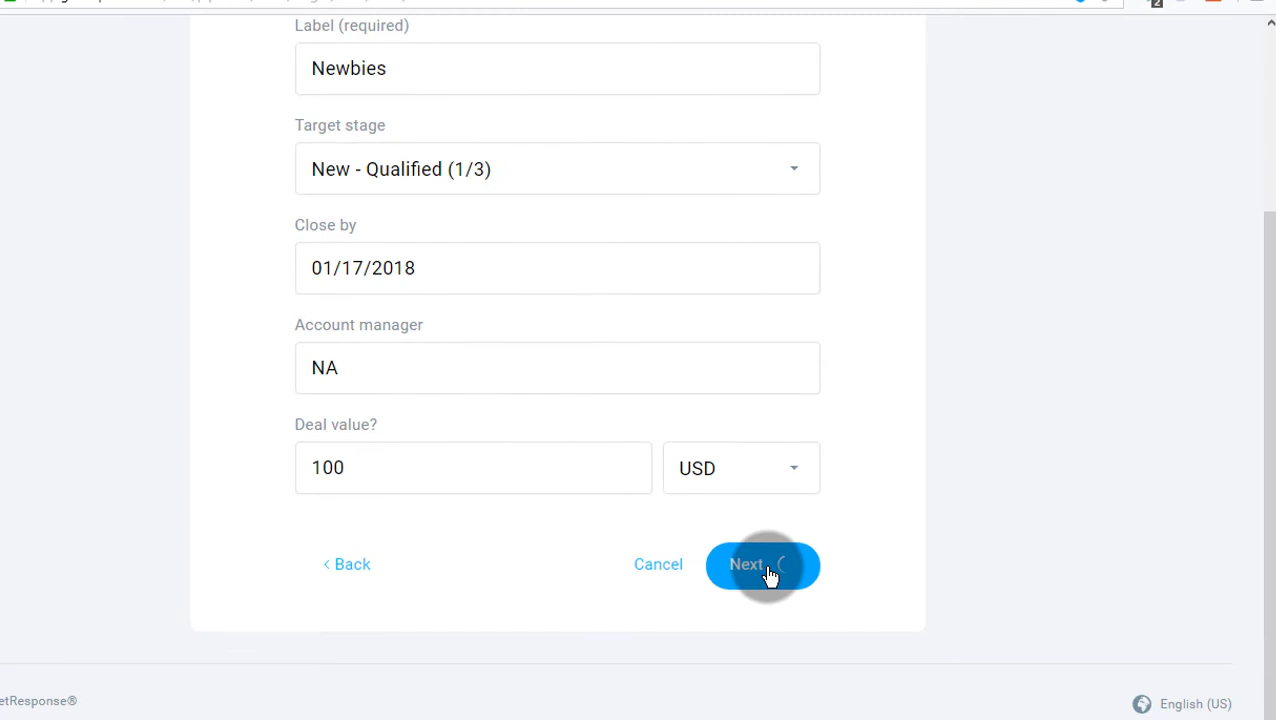 2
Label (required)
Newbies
Target stage
New - Qualified (1/3)
Close by
01/17/2018
Account manager
NA
Deal value?
100
USD
< Back
Cancel
Next
etResponse®
English (US)